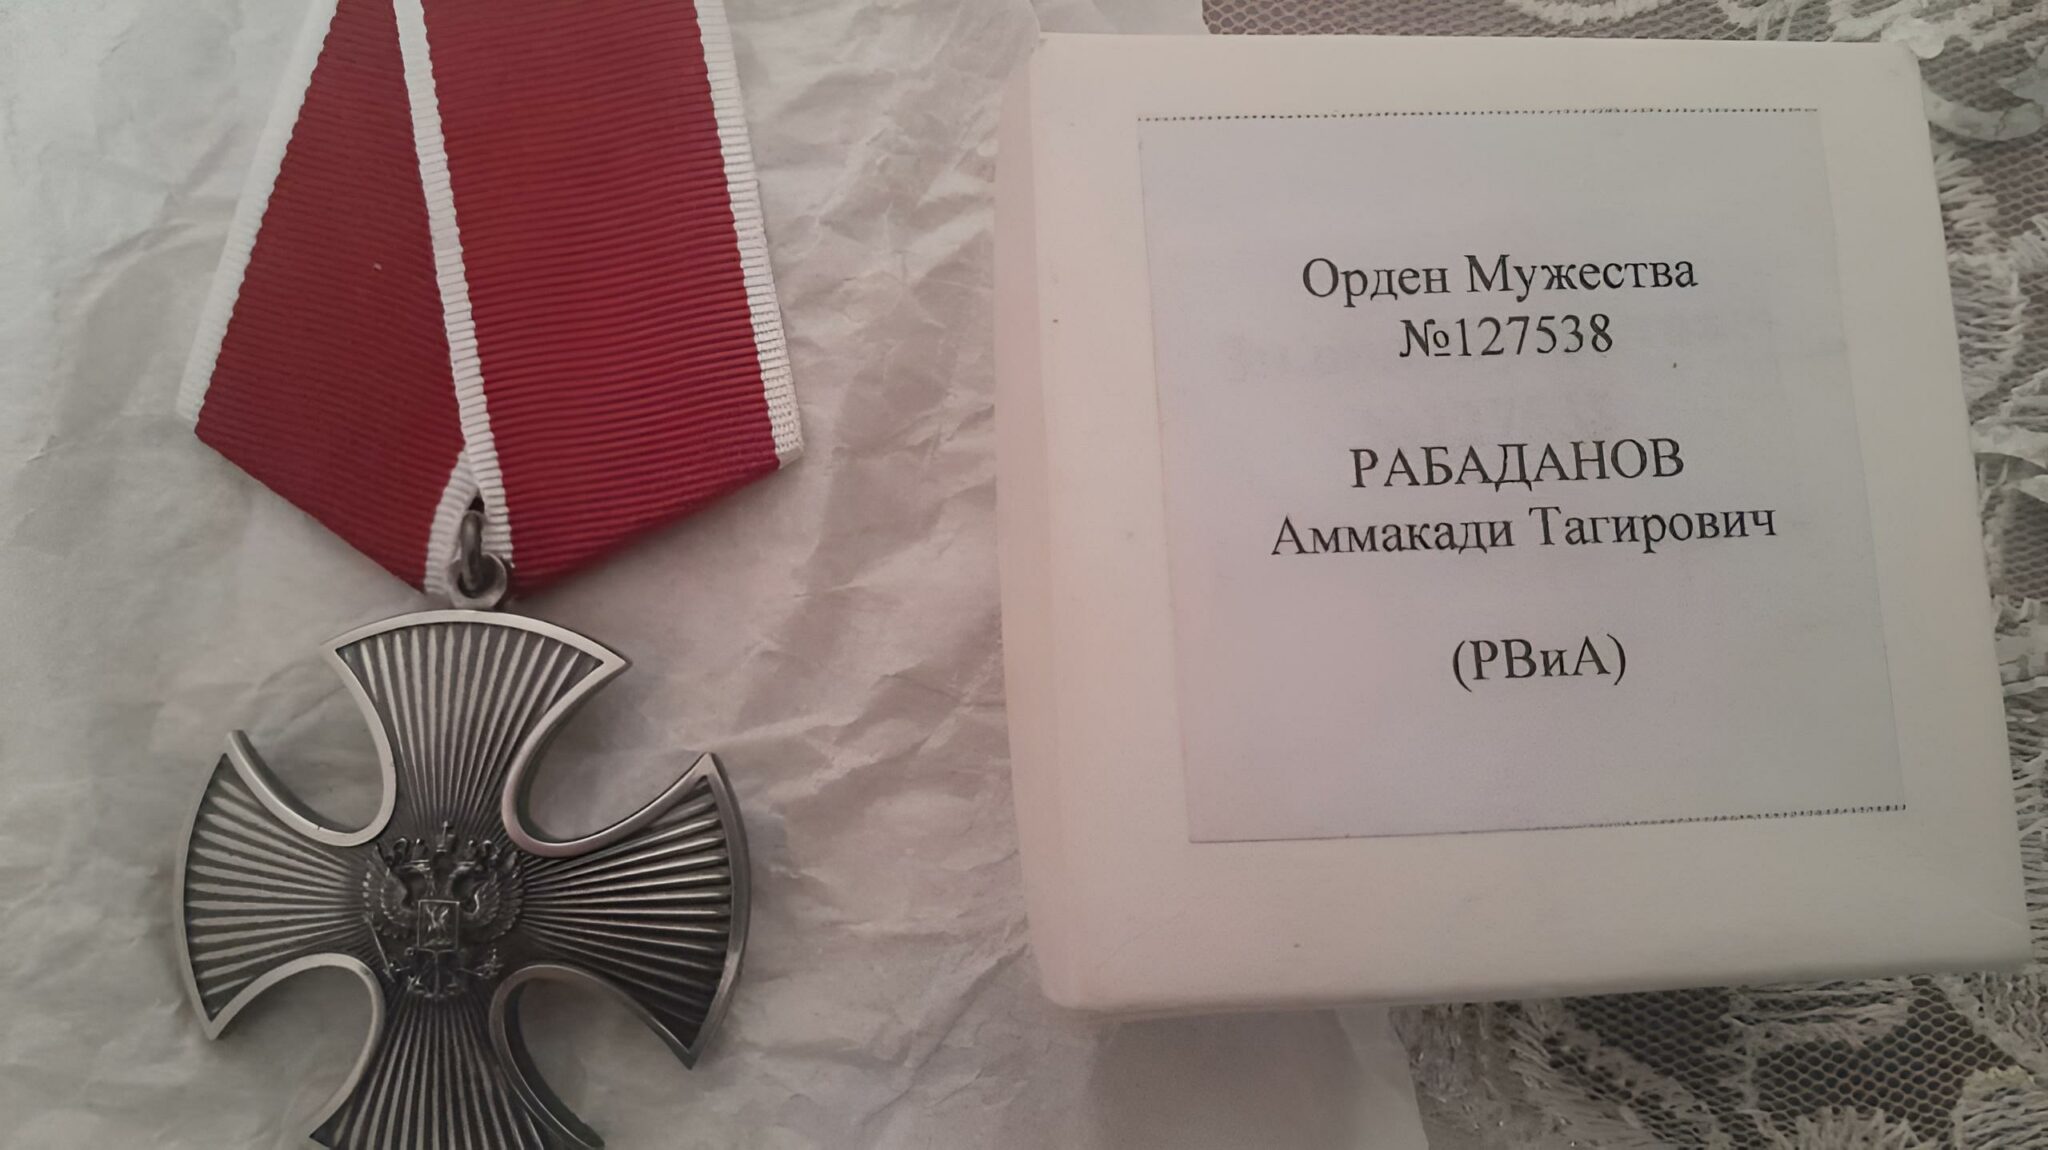 Орден Мужества
№127538
РАБАДАНОВ
Аммакади Тагирович
(РВиА)